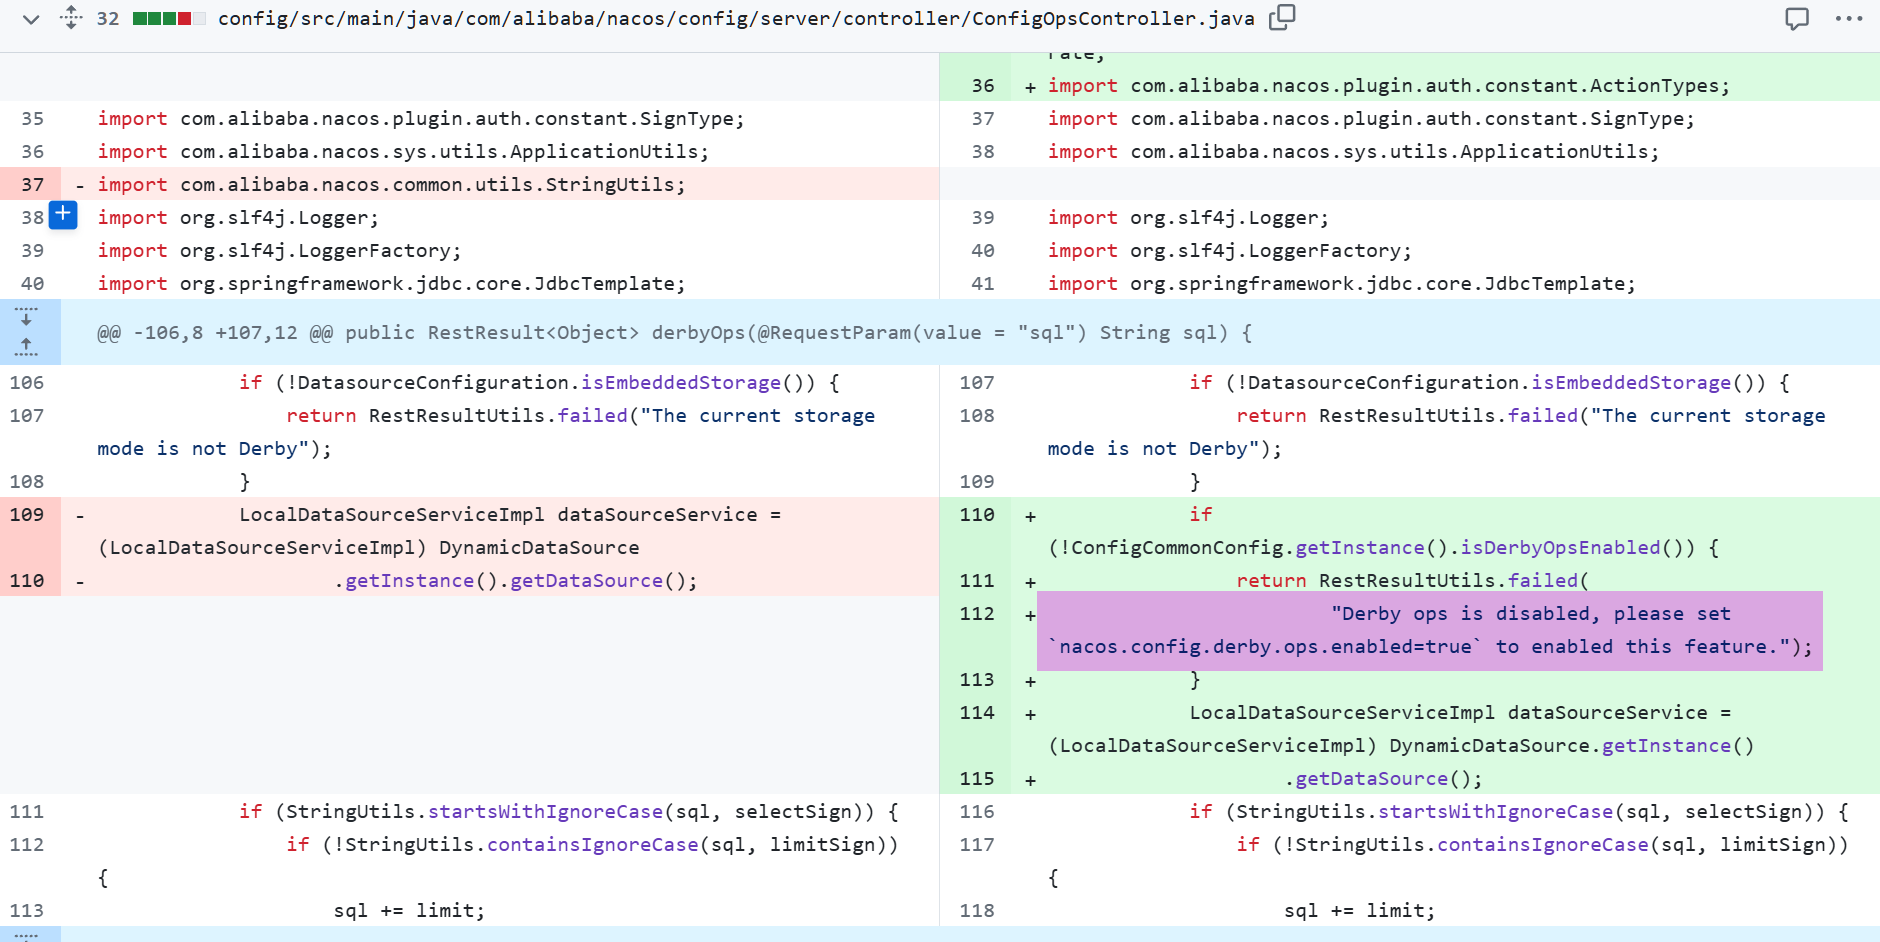 32 config/src/main/java/com/alibaba/nacos/config/server/controller/ConfigOpsController.java
rate;
36 + import com.alibaba.nacos.plugin.auth.constant.ActionTypes;
35 import com.alibaba.nacos.plugin.auth.constant.SignType; 37 import com.alibaba.nacos.plugin.auth.constant.SignType;
36 import com.alibaba.nacos.sys.utils.ApplicationUtils; 38 import com.alibaba.nacos.sys.utils.ApplicationUtils;
37 - import com.alibaba.nacos.common.utils.StringUtils;
38 import org.slf4j.Logger; 39 import org.slf4j.Logger;
39 import org.slf4j.LoggerFactory; 40 import org.slf4j.LoggerFactory;
40 import org.springframework.jdbc.core.JdbcTemplate; 41 import org.springframework.jdbc.core.JdbcTemplate;
@@ -106,8 +107,12 @@ public RestResult<Object> derbyOps(@RequestParam(value = "sql") String sql) {
106 if (!DatasourceConfiguration.isEmbeddedStorage()) { 107 if (!DatasourceConfiguration.isEmbeddedStorage()) {
107 return RestResultUtils.failed("The current storage 108 return RestResultUtils.failed("The current storage
mode is not Derby"); mode is not Derby");
108 } 109 }
109 - LocalDataSourceServiceImpl dataSourceService = 110 + if
(LocalDataSourceServiceImpl) DynamicDataSource (!ConfigCommonConfig.getInstance().isDerbyOpsEnabled()) {
110 - .getInstance().getDataSource(); 111 + return RestResultUtils.failed(
112 + "Derby ops is disabled, please set
`nacos.config.derby.ops.enabled=true` to enabled this feature.");
113 + }
114 + LocalDataSourceServiceImpl dataSourceService =
(LocalDataSourceServiceImpl) DynamicDataSource.getInstance()
115 + .getDataSource();
111 if (StringUtils.startsWithIgnoreCase(sql, selectSign)) { 116 if (StringUtils.startsWithIgnoreCase(sql, selectSign)) {
112 if (!StringUtils.containsIgnoreCase(sql, limitSign)) 117 if (!StringUtils.containsIgnoreCase(sql, limitSign))
{ {
113 sql += limit; 118 sql += limit;